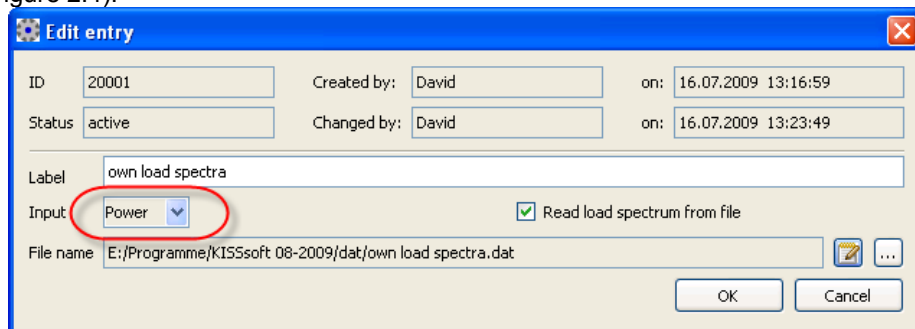 igure 2.4).
Edit entry
ID 20001 Created by: David on: 16.07.2009 13:16:59
Status active Changed by: David on: 16.07.2009 13:23:49
Label own load spectra
Input Power Read load spectrum from file
File name E:/Programme/KISSsoft 08-2009/dat/own load spectra.dat ...
OK Cancel